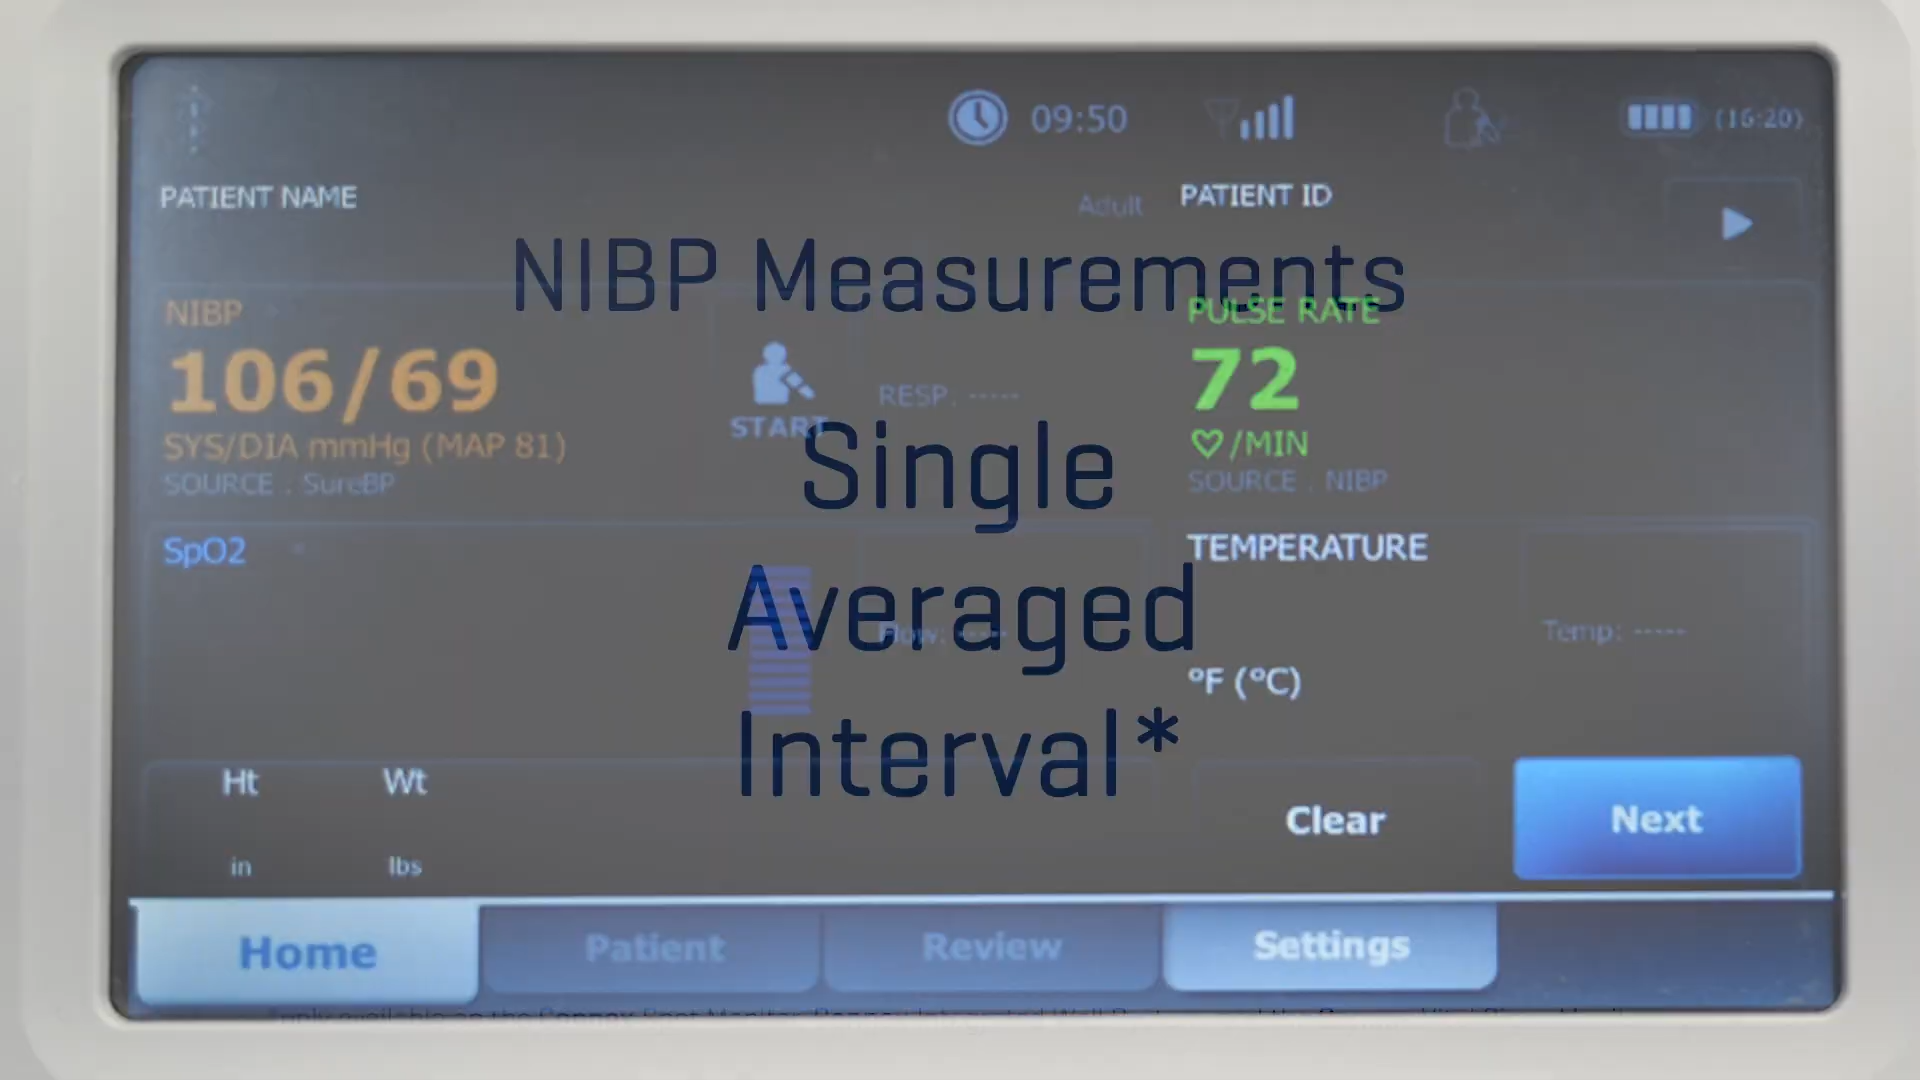 09:50
(16:20)
PATIENT NAME
Adult
PATIENT ID
NIBP Measurements
NIBP
PULSE RATE
106/69
72
START
RESP: -----
SYS/DIA mmHg (MAP 81)
♡/MIN
SOURCE : SureBP
SOURCE : NIBP
Single
SpO2
TEMPERATURE
Averaged
Flow: -----
Temp: -----
°F (°C)
Interval*
Ht
Wt
in
lbs
Clear
Next
Home
Patient
Review
Settings